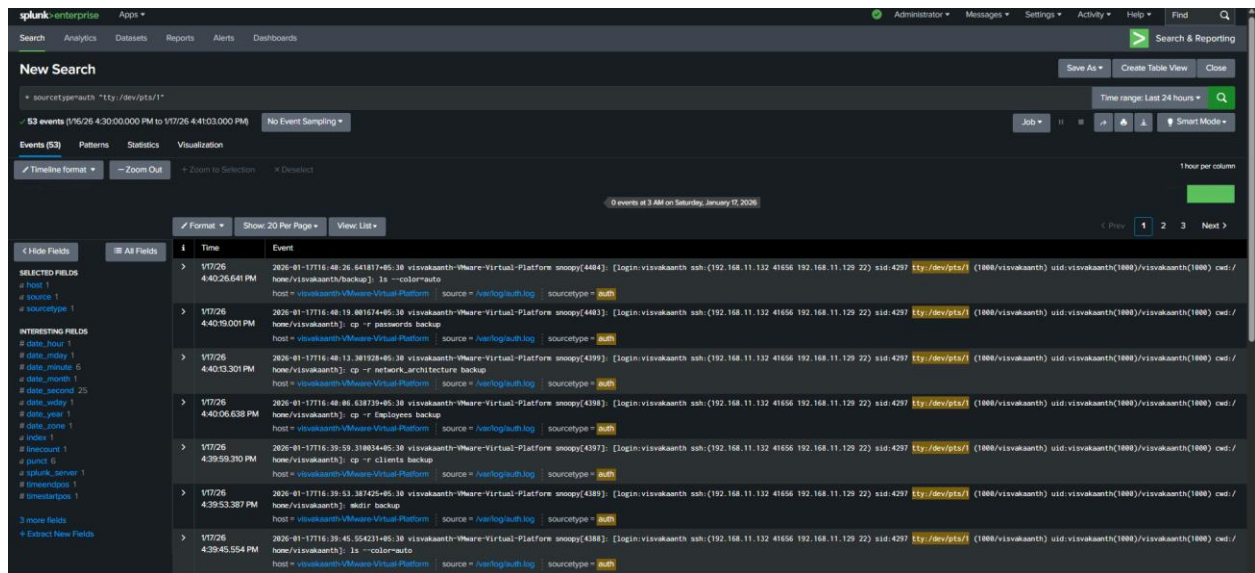 splunk>enterprise Apps Administrator Messages Settings Activity Help Find
Search Analytics Datasets Reports Alerts Dashboards Search & Reporting
New Search Save As Create Table View Close
sourcetype=auth "tty:/dev/pts/1" Time range: Last 24 hours
53 events (1/16/26 4:30:00.000 PM to 1/17/26 4:41:03.000 PM) No Event Sampling Job Smart Mode
Events (53) Patterns Statistics Visualization
Timeline format — Zoom Out + Zoom to Selection × Deselect 1 hour per column
0 events at 3 AM on Saturday, January 17, 2026
Format Show: 20 Per Page View: List < Prev 1 2 3 Next >
< Hide Fields All Fields
SELECTED FIELDS
a host 1
a source 1
a sourcetype 1
INTERESTING FIELDS
# date_hour 1
# date_mday 1
# date_minute 6
a date_month 1
# date_second 25
a date_wday 1
# date_year 1
# date_zone 1
a index 1
# linecount 1
a punct 6
a splunk_server 1
# timeendpos 1
# timestartpos 1
3 more fields
+ Extract New Fields
i Time Event
> 1/17/26 2026-01-17T16:40:26.641817+05:30 visvakaanth-VMware-Virtual-Platform snoopy[4404]: [login:visvakaanth ssh:(192.168.11.132 41656 192.168.11.129 22) sid:4297 tty:/dev/pts/1 (1000/visvakaanth) uid:visvakaanth(1000)/visvakaanth(1000) cwd:/
4:40:26.641 PM home/visvakaanth/backup]: ls --color=auto
host = visvakaanth-VMware-Virtual-Platform source = /var/log/auth.log sourcetype = auth
> 1/17/26 2026-01-17T16:40:19.001674+05:30 visvakaanth-VMware-Virtual-Platform snoopy[4403]: [login:visvakaanth ssh:(192.168.11.132 41656 192.168.11.129 22) sid:4297 tty:/dev/pts/1 (1000/visvakaanth) uid:visvakaanth(1000)/visvakaanth(1000) cwd:/
4:40:19.001 PM home/visvakaanth]: cp -r passwords backup
host = visvakaanth-VMware-Virtual-Platform source = /var/log/auth.log sourcetype = auth
> 1/17/26 2026-01-17T16:40:13.301928+05:30 visvakaanth-VMware-Virtual-Platform snoopy[4399]: [login:visvakaanth ssh:(192.168.11.132 41656 192.168.11.129 22) sid:4297 tty:/dev/pts/1 (1000/visvakaanth) uid:visvakaanth(1000)/visvakaanth(1000) cwd:/
4:40:13.301 PM home/visvakaanth]: cp -r network_architecture backup
host = visvakaanth-VMware-Virtual-Platform source = /var/log/auth.log sourcetype = auth
> 1/17/26 2026-01-17T16:40:06.638739+05:30 visvakaanth-VMware-Virtual-Platform snoopy[4398]: [login:visvakaanth ssh:(192.168.11.132 41656 192.168.11.129 22) sid:4297 tty:/dev/pts/1 (1000/visvakaanth) uid:visvakaanth(1000)/visvakaanth(1000) cwd:/
4:40:06.638 PM home/visvakaanth]: cp -r Employees backup
host = visvakaanth-VMware-Virtual-Platform source = /var/log/auth.log sourcetype = auth
> 1/17/26 2026-01-17T16:39:59.310034+05:30 visvakaanth-VMware-Virtual-Platform snoopy[4397]: [login:visvakaanth ssh:(192.168.11.132 41656 192.168.11.129 22) sid:4297 tty:/dev/pts/1 (1000/visvakaanth) uid:visvakaanth(1000)/visvakaanth(1000) cwd:/
4:39:59.310 PM home/visvakaanth]: cp -r clients backup
host = visvakaanth-VMware-Virtual-Platform source = /var/log/auth.log sourcetype = auth
> 1/17/26 2026-01-17T16:39:53.387425+05:30 visvakaanth-VMware-Virtual-Platform snoopy[4389]: [login:visvakaanth ssh:(192.168.11.132 41656 192.168.11.129 22) sid:4297 tty:/dev/pts/1 (1000/visvakaanth) uid:visvakaanth(1000)/visvakaanth(1000) cwd:/
4:39:53.387 PM home/visvakaanth]: mkdir backup
host = visvakaanth-VMware-Virtual-Platform source = /var/log/auth.log sourcetype = auth
> 1/17/26 2026-01-17T16:39:45.554231+05:30 visvakaanth-VMware-Virtual-Platform snoopy[4388]: [login:visvakaanth ssh:(192.168.11.132 41656 192.168.11.129 22) sid:4297 tty:/dev/pts/1 (1000/visvakaanth) uid:visvakaanth(1000)/visvakaanth(1000) cwd:/
4:39:45.554 PM home/visvakaanth]: ls --color=auto
host = visvakaanth-VMware-Virtual-Platform source = /var/log/auth.log sourcetype = auth